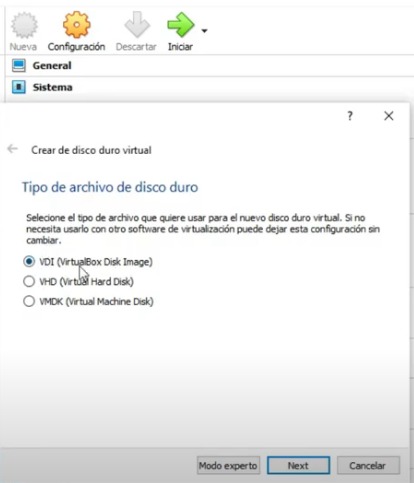 Nueva Configuración Descartar Iniciar
General
Sistema
? ×
← Crear de disco duro virtual
Tipo de archivo de disco duro
Selecione el tipo de archivo que quiere usar para el nuevo disco duro virtual. Si no
necesita usarlo con otro software de virtualización puede dejar esta configuración sin
cambiar.
VDI (VirtualBox Disk Image)
VHD (Virtual Hard Disk)
VMDK (Virtual Machine Disk)
Modo experto Next Cancelar